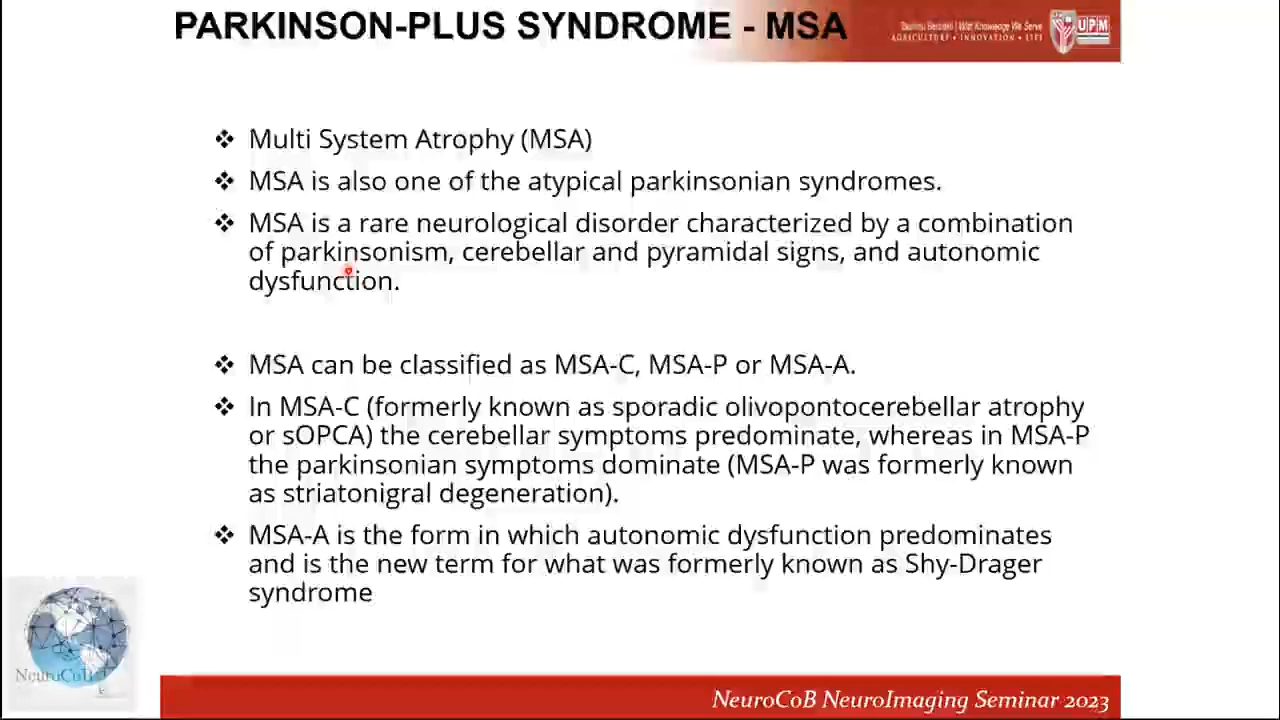 PARKINSON-PLUS SYNDROME - MSA
AGRICULTURE • INNOVATION • LIFE
UPM
❖ Multi System Atrophy (MSA)
❖ MSA is also one of the atypical parkinsonian syndromes.
❖ MSA is a rare neurological disorder characterized by a combination
of parkinsonism, cerebellar and pyramidal signs, and autonomic
dysfunction.
❖ MSA can be classified as MSA-C, MSA-P or MSA-A.
❖ In MSA-C (formerly known as sporadic olivopontocerebellar atrophy
or sOPCA) the cerebellar symptoms predominate, whereas in MSA-P
the parkinsonian symptoms dominate (MSA-P was formerly known
as striatonigral degeneration).
❖ MSA-A is the form in which autonomic dysfunction predominates
and is the new term for what was formerly known as Shy-Drager
syndrome
NeuroCoB
NeuroCoB NeuroImaging Seminar 2023